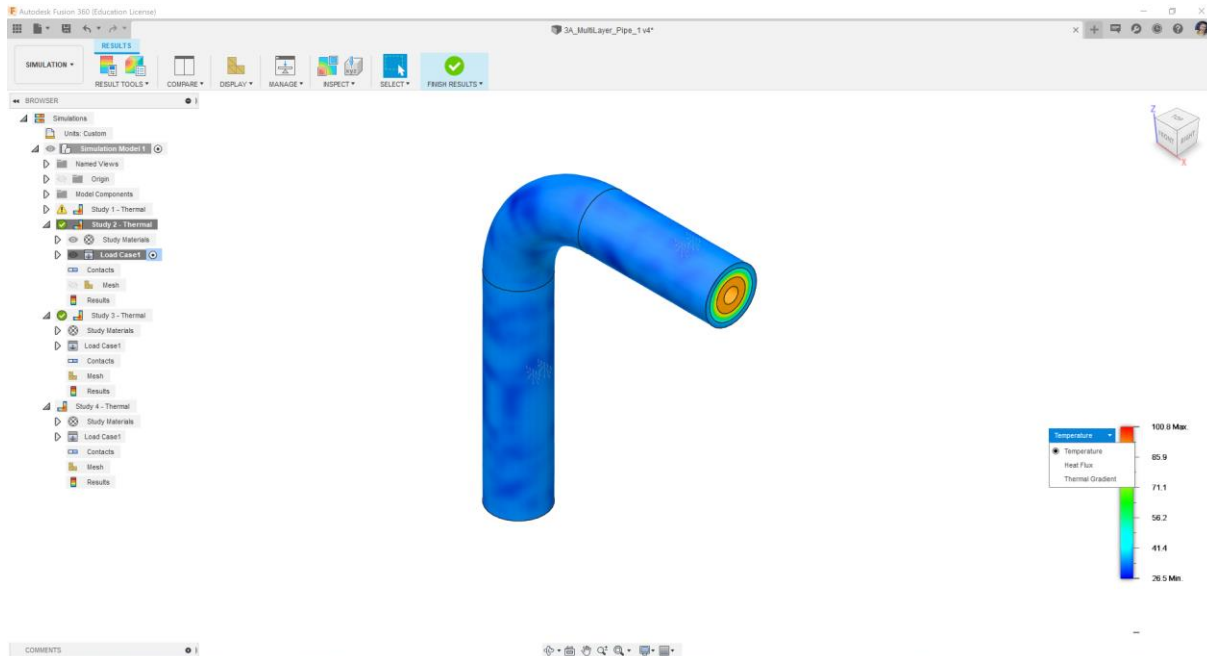 Autodesk Fusion 360 (Education License)
3A_MultiLayer_Pipe_1 v4*
RESULTS
SIMULATION
RESULT TOOLS
COMPARE
DISPLAY
MANAGE
INSPECT
SELECT
FINISH RESULTS
BROWSER
Simulations
Units: Custom
Simulation Model 1
Named Views
Origin
Model Components
Study 1 - Thermal
Study 2 - Thermal
Study Materials
Load Case1
Contacts
Mesh
Results
Study 3 - Thermal
Study Materials
Load Case1
Contacts
Mesh
Results
Study 4 - Thermal
Study Materials
Load Case1
Contacts
Mesh
Results
Z
TOP
FRONT
RIGHT
X
Temperature
Temperature
Heat Flux
Thermal Gradient
100.8 Max.
85.9
71.1
56.2
41.4
26.5 Min.
COMMENTS